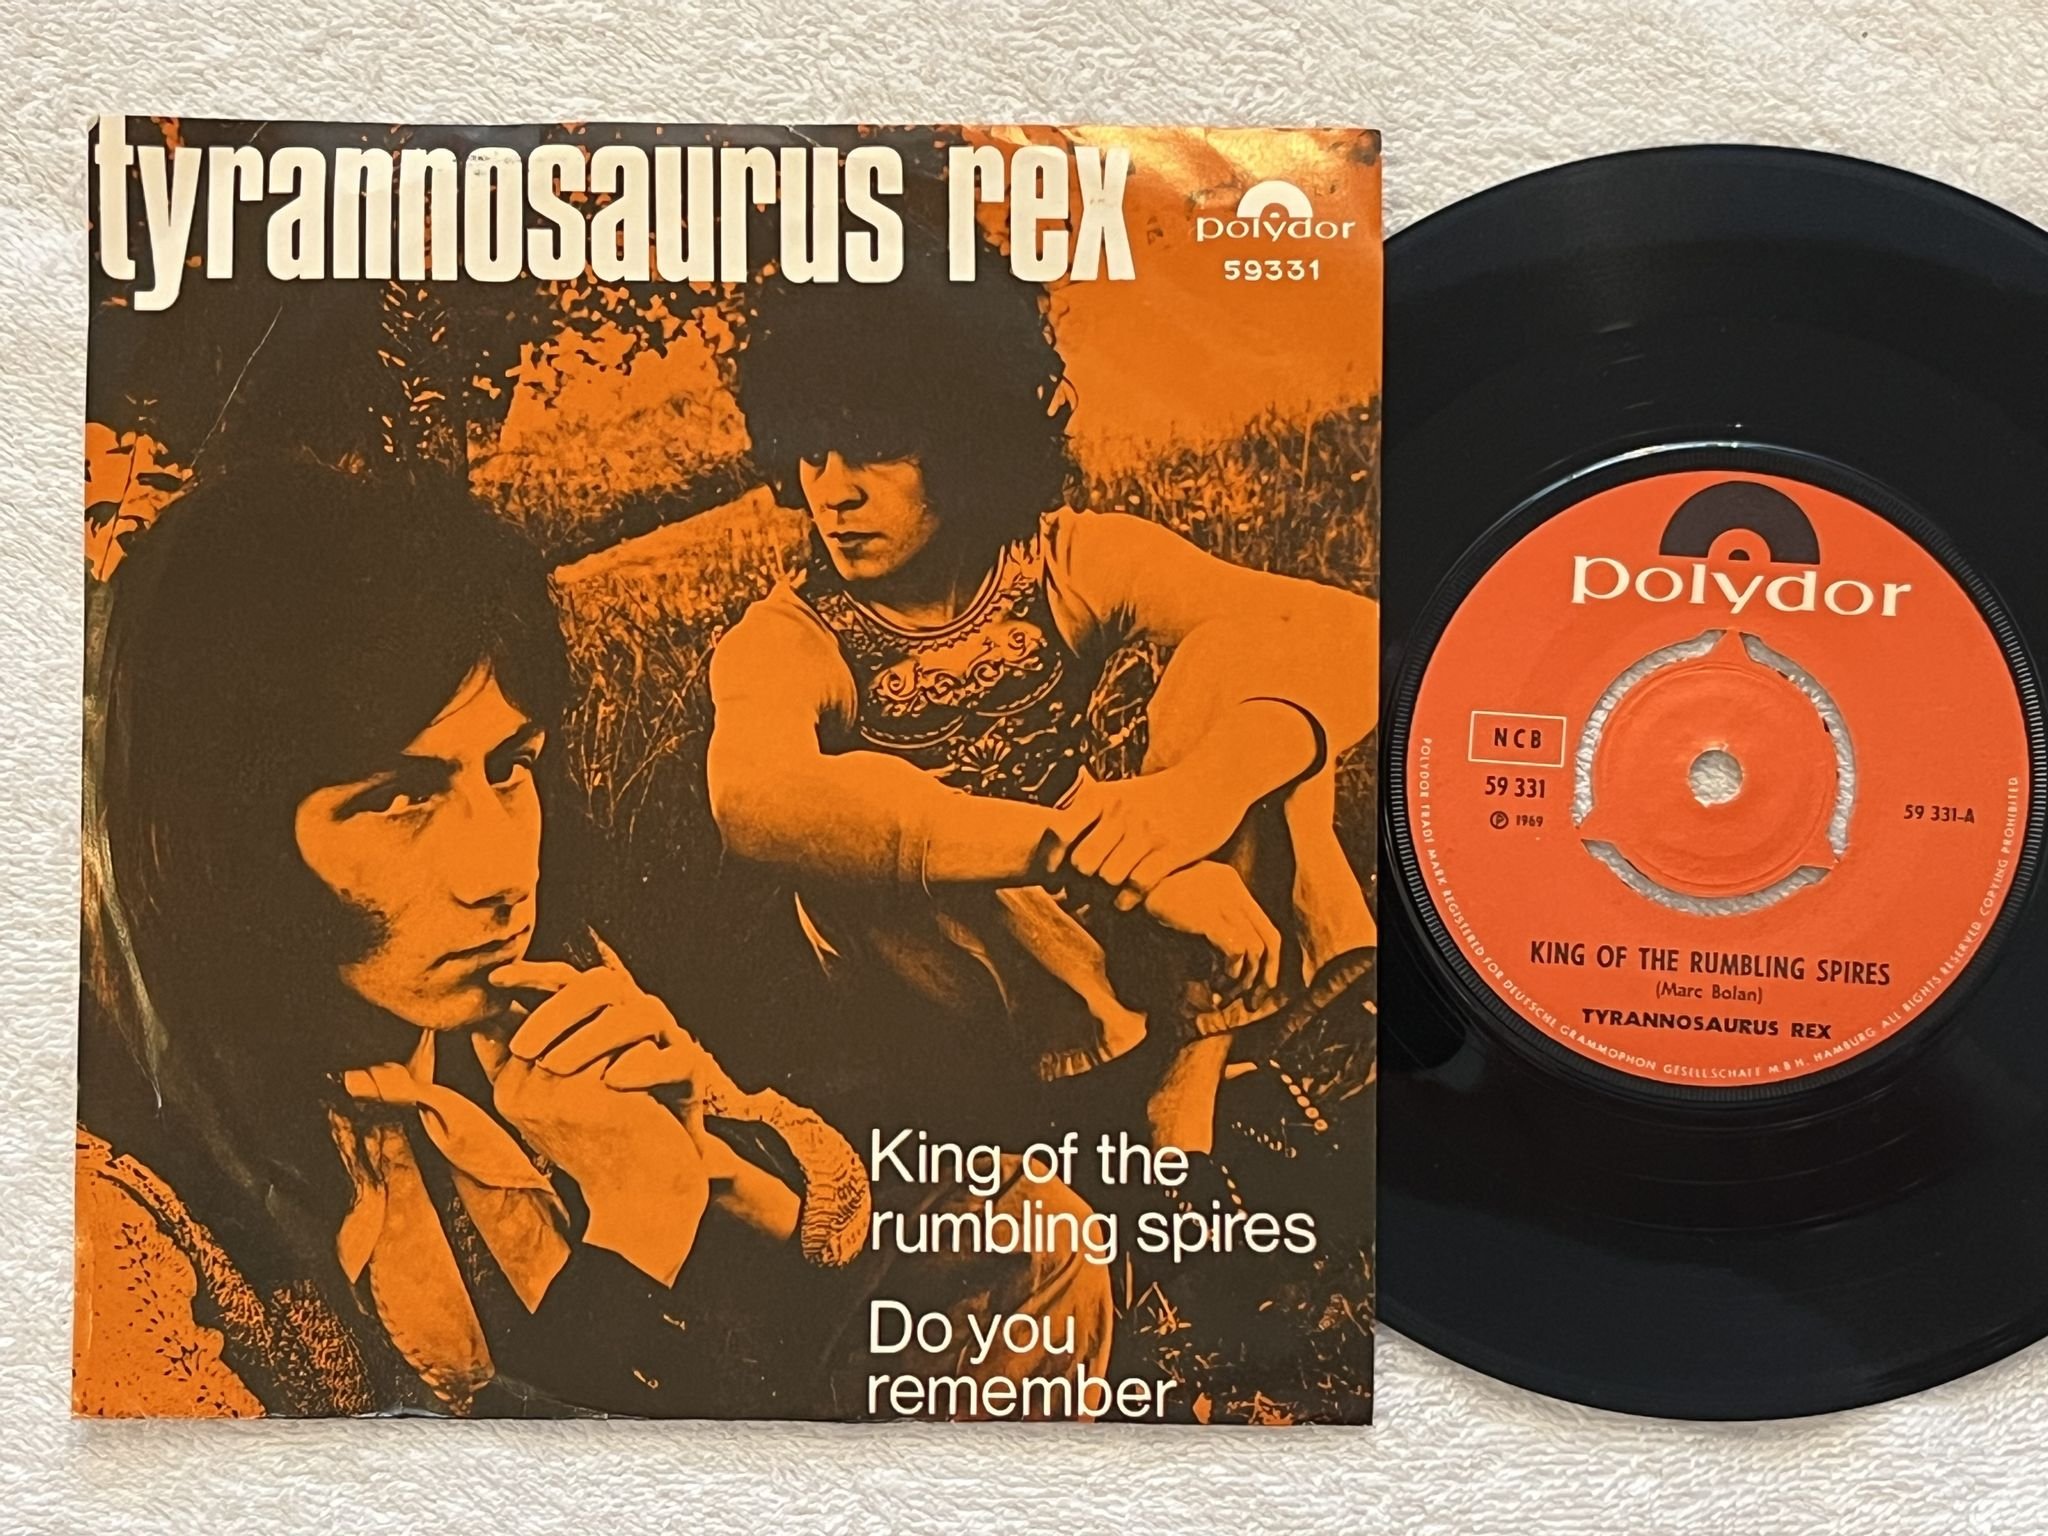 tyrannosaurus rex
polydor
59331
King of the
rumbling spires
Do you
remember
polydor
NCB
59 331
℗ 1969
59 331-A
KING OF THE RUMBLING SPIRES
(Marc Bolan)
TYRANNOSAURUS REX
POLYDOR TRADE MARK REGISTERED FOR DEUTSCHE GRAMMOPHON GESELLSCHAFT M.B.H. HAMBURG. ALL RIGHTS RESERVED COPYING PROHIBITED